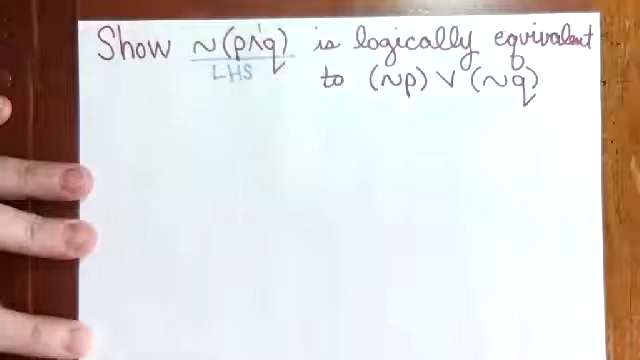 Show ~(p∧q) is logically equivalent
LHS
to (~p) ∨ (~q)